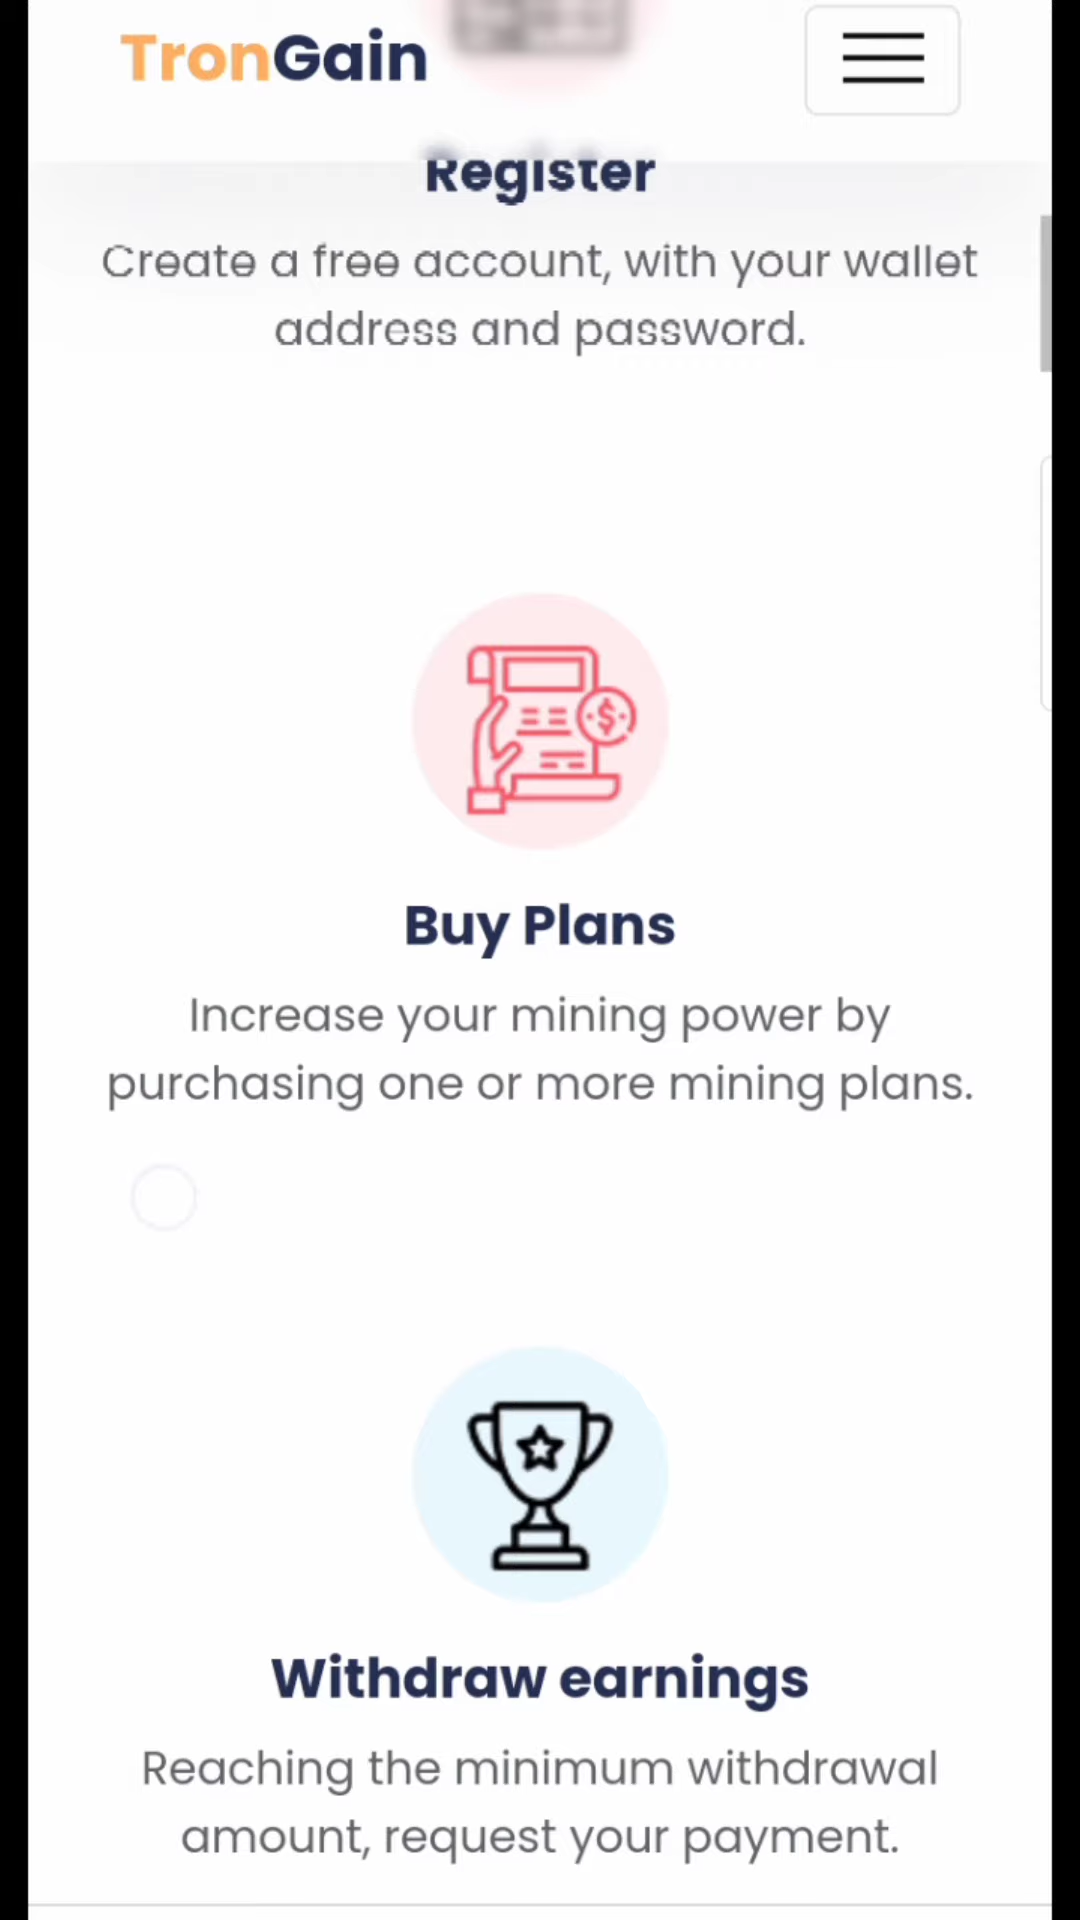 TronGain
Register
Create a free account, with your wallet
address and password.
$
Buy Plans
Increase your mining power by
purchasing one or more mining plans.
Withdraw earnings
Reaching the minimum withdrawal
amount, request your payment.